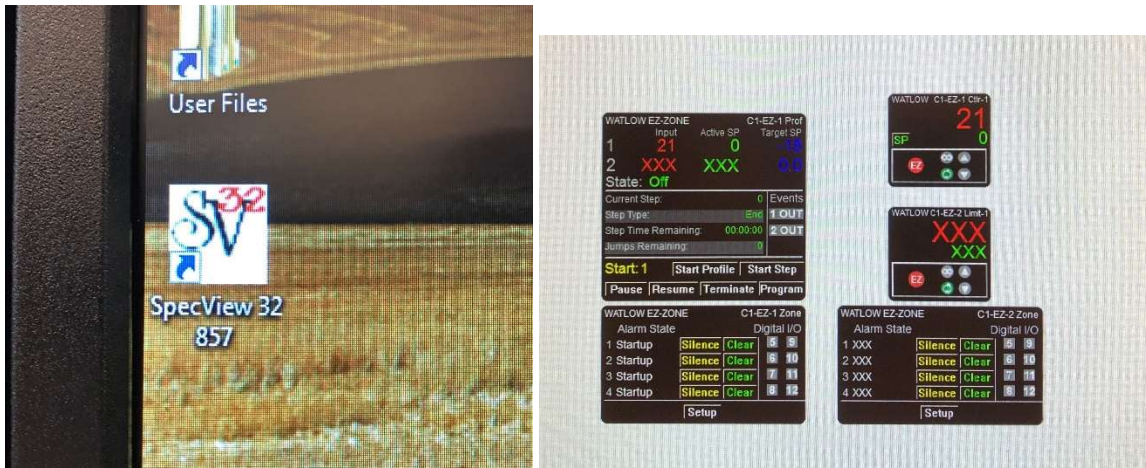 User Files
SV32
SpecView 32
857
WATLOW EZ-ZONE C1-EZ-1 Prof
Input Active SP Target SP
1 21 0 -18
2 XXX XXX 0.0
State: Off
Current Step: 0 Events
Step Type: End 1 OUT
Step Time Remaining: 00:00:00 2 OUT
Jumps Remaining: 0
Start: 1 Start Profile Start Step
Pause Resume Terminate Program
WATLOW C1-EZ-1 Ctlr-1
21
SP 0
EZ
WATLOW C1-EZ-2 Limit-1
XXX
XXX
EZ
WATLOW EZ-ZONE C1-EZ-1 Zone
Alarm State Digital I/O
1 Startup Silence Clear 5 9
2 Startup Silence Clear 6 10
3 Startup Silence Clear 7 11
4 Startup Silence Clear 8 12
Setup
WATLOW EZ-ZONE C1-EZ-2 Zone
Alarm State Digital I/O
1 XXX Silence Clear 5 9
2 XXX Silence Clear 6 10
3 XXX Silence Clear 7 11
4 XXX Silence Clear 8 12
Setup